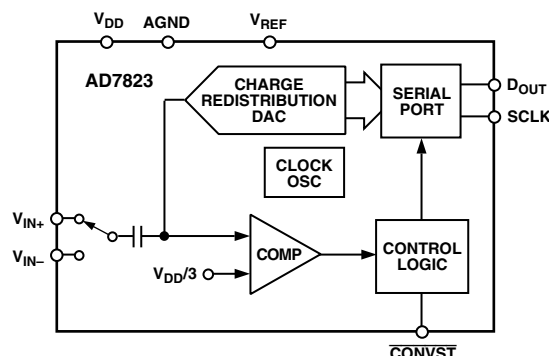 VDD AGND VREF
AD7823
CHARGE
REDISTRIBUTION
DAC
SERIAL
PORT
DOUT
SCLK
CLOCK
OSC
VIN+
VIN–
COMP
VDD/3
CONTROL
LOGIC
CONVST